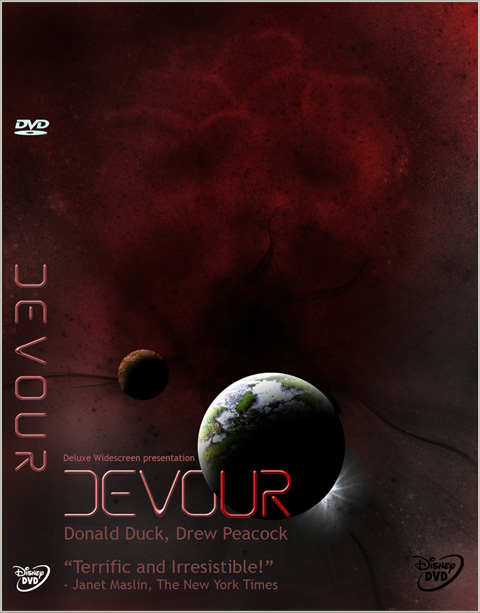 DVD
DEVOUR
Disney
DVD
Deluxe Widescreen presentation
DEVOUR
Donald Duck, Drew Peacock
“Terrific and Irresistible!”
- Janet Maslin, The New York Times
Disney
DVD